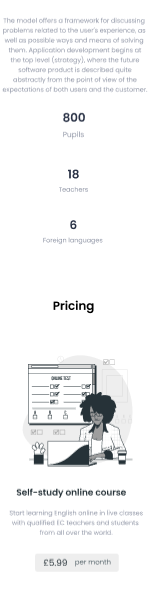 The model offers a framework for discussing
problems related to the user's experience, as
well as possible ways and means of solving
them. Application development begins at
the top level (strategy), where the future
software product is described quite
abstractly from the point of view of the
expectations of both users and the customer.
800
Pupils
18
Teachers
6
Foreign languages
Pricing
ONLINE TEST
A
B
C
Self-study online course
Start learning English online in live classes
with qualified EC teachers and students
from all over the world.
£5.99 per month